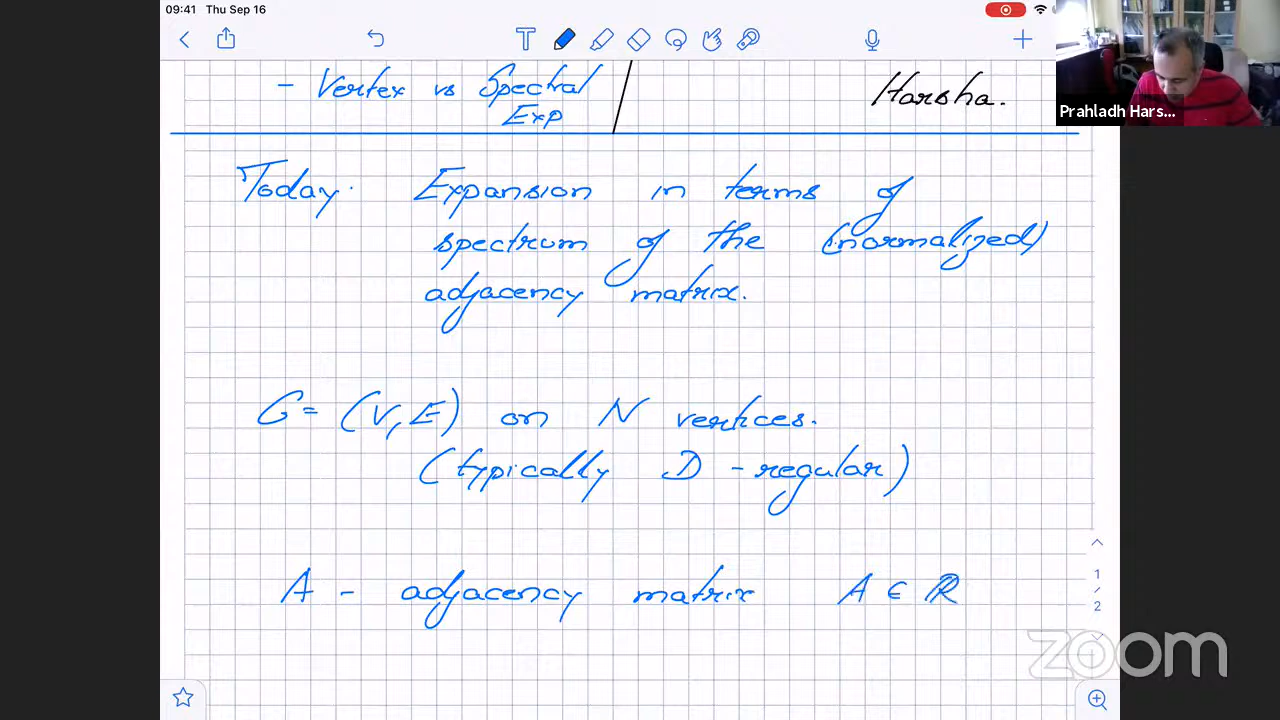 09:41 Thu Sep 16
- Vertex vs Spectral
Exp
Harsha.
Prahladh Hars...
Today. Expansion in terms of
spectrum of the (normalized)
adjacency matrix.
G = (V, E) on N vertices.
(typically D - regular)
A - adjacency matrix A ∈ ℝ
1
/
2
zoom